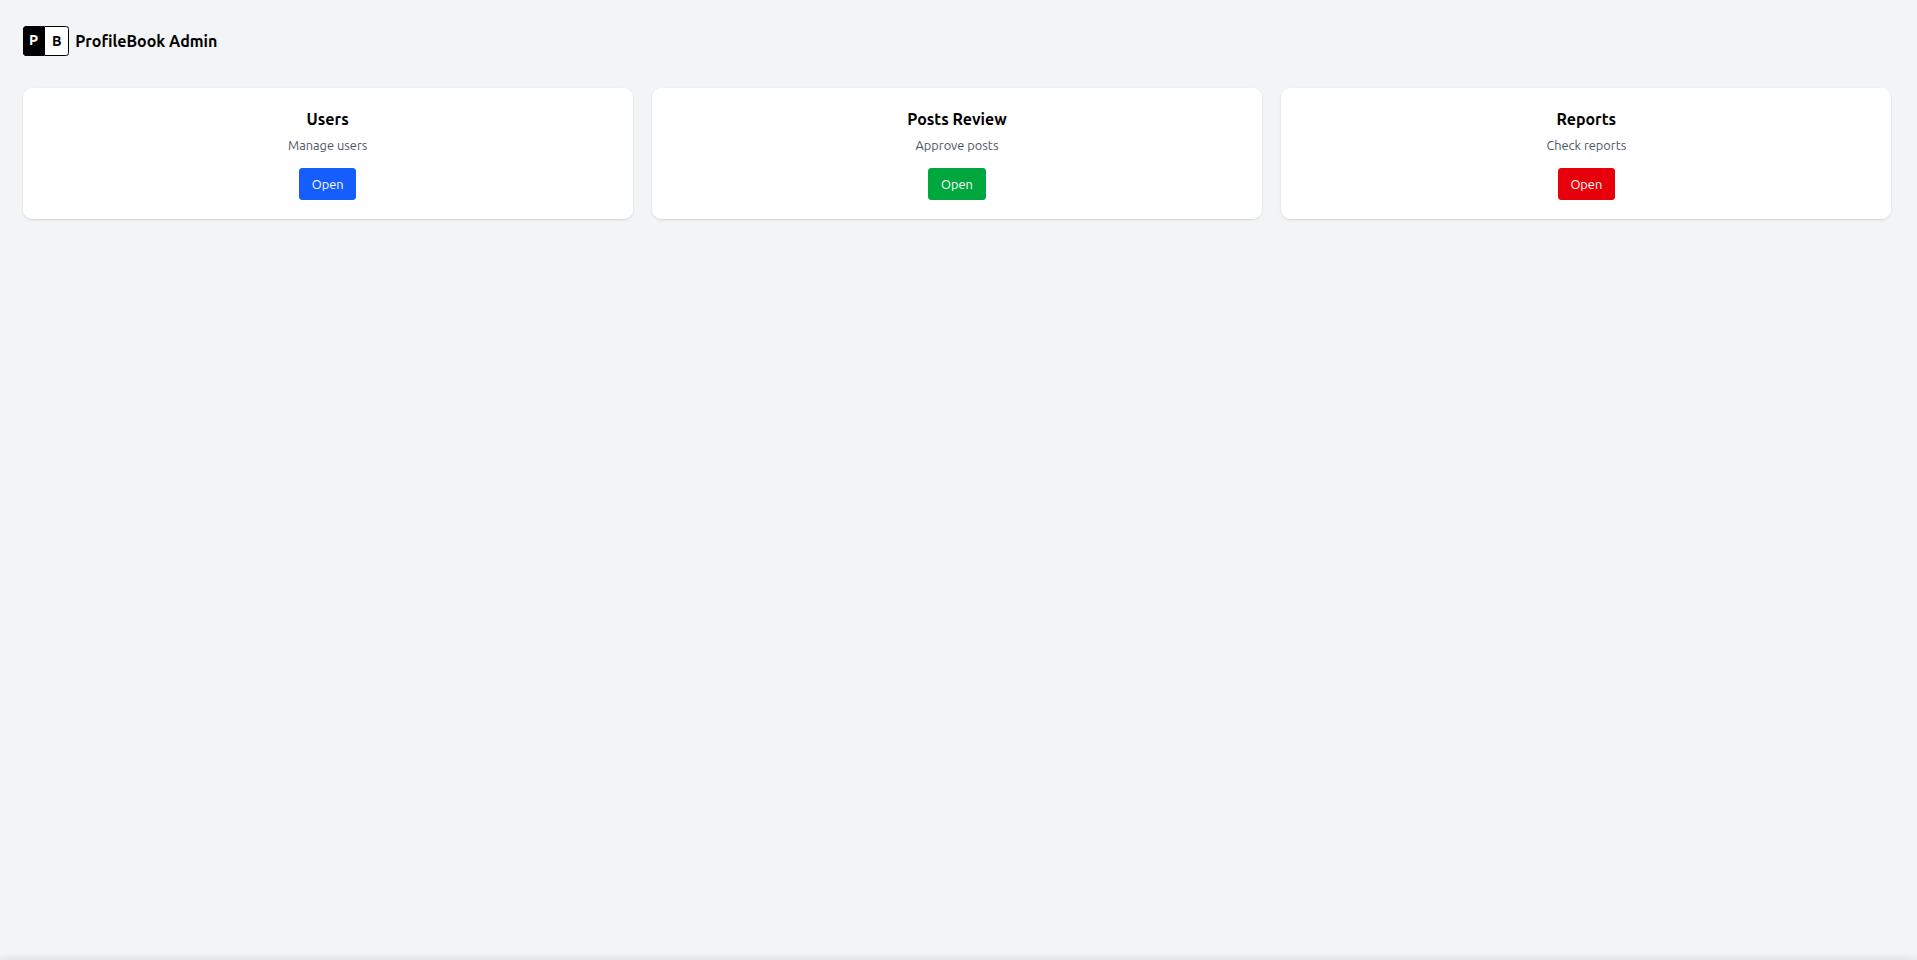 P B ProfileBook Admin
Users
Manage users
Open
Posts Review
Approve posts
Open
Reports
Check reports
Open